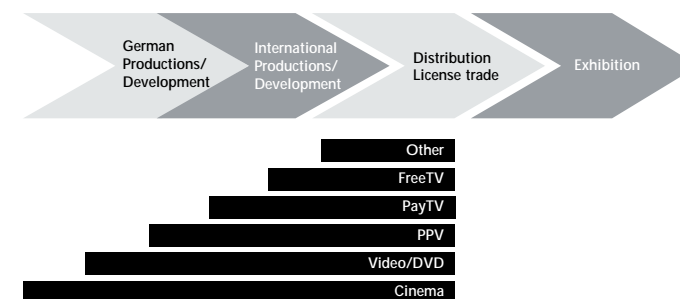 German
Productions/
Development
International
Productions/
Development
Distribution
License trade
Exhibition
Other
FreeTV
PayTV
PPV
Video/DVD
Cinema